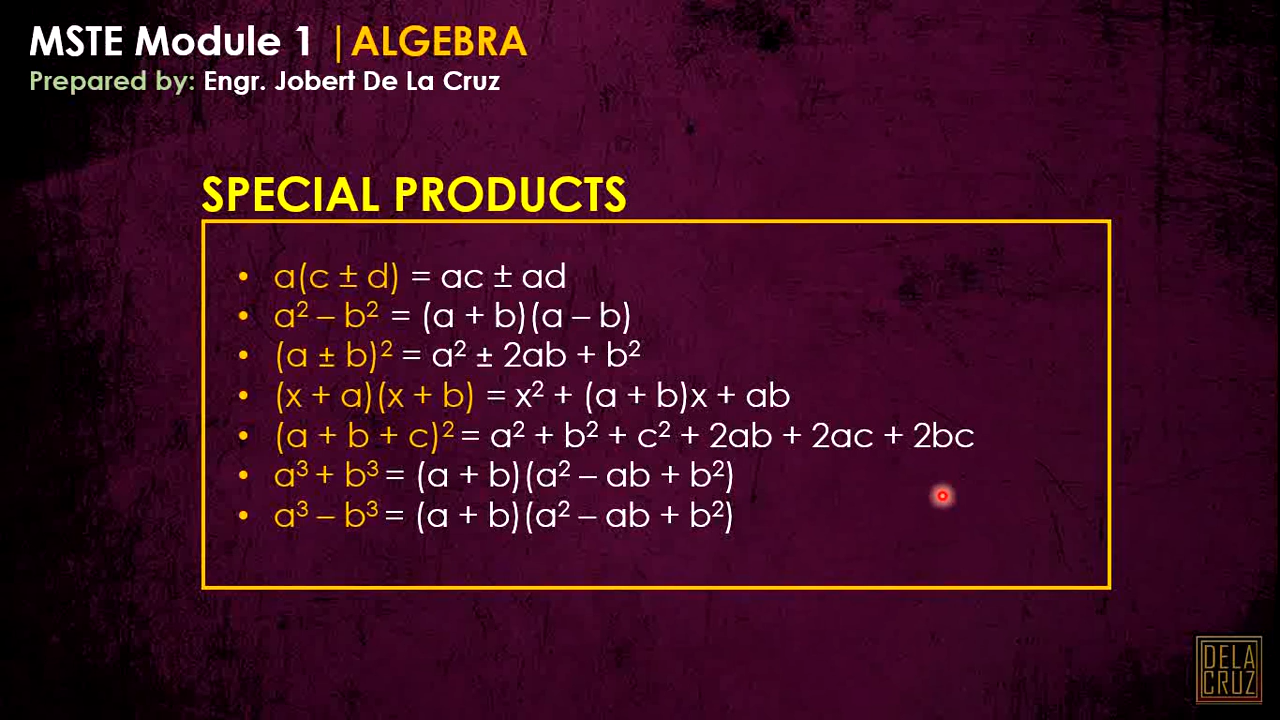 MSTE Module 1 | ALGEBRA
Prepared by: Engr. Jobert De La Cruz
SPECIAL PRODUCTS
• a(c ± d) = ac ± ad
• a² – b² = (a + b)(a – b)
• (a ± b)² = a² ± 2ab + b²
• (x + a)(x + b) = x² + (a + b)x + ab
• (a + b + c)² = a² + b² + c² + 2ab + 2ac + 2bc
• a³ + b³ = (a + b)(a² – ab + b²)
• a³ – b³ = (a + b)(a² – ab + b²)
DELA
CRUZ